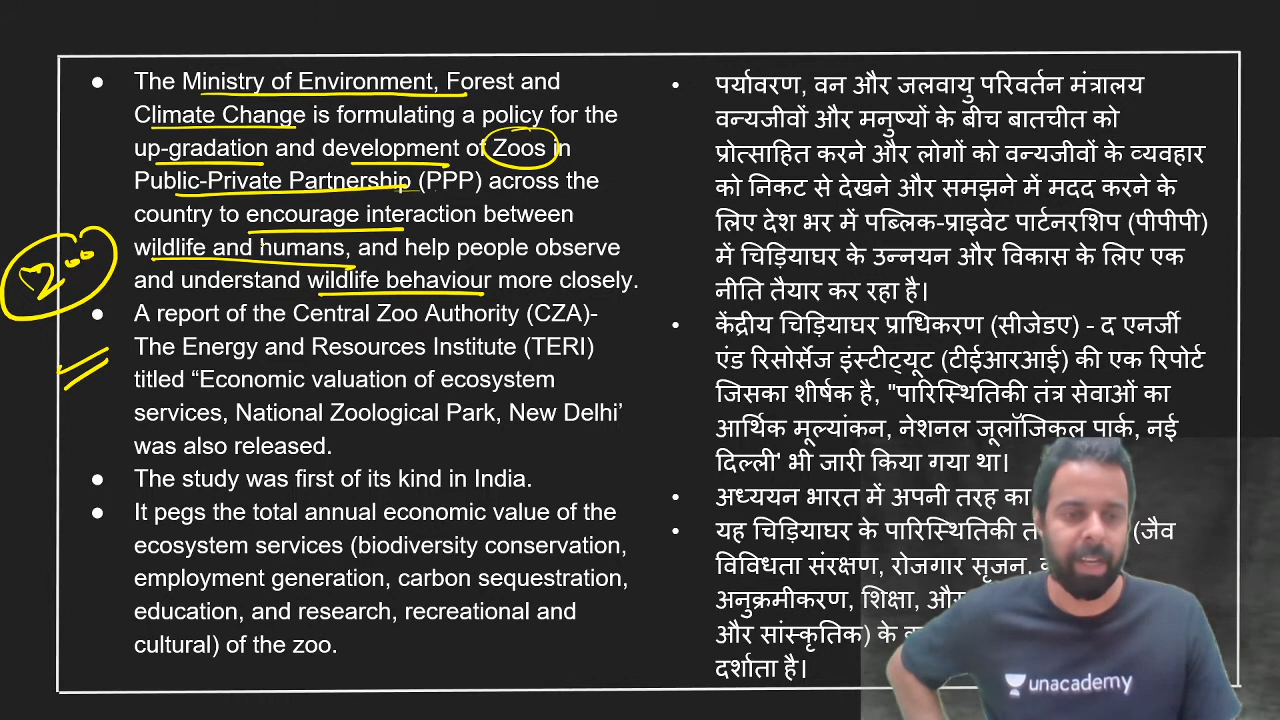 The Ministry of Environment, Forest and
Climate Change is formulating a policy for the
up-gradation and development of Zoos in
Public-Private Partnership (PPP) across the
country to encourage interaction between
wildlife and humans, and help people observe
and understand wildlife behaviour more closely.
A report of the Central Zoo Authority (CZA)-
The Energy and Resources Institute (TERI)
titled “Economic valuation of ecosystem
services, National Zoological Park, New Delhi’
was also released.
The study was first of its kind in India.
It pegs the total annual economic value of the
ecosystem services (biodiversity conservation,
employment generation, carbon sequestration,
education, and research, recreational and
cultural) of the zoo.
पर्यावरण, वन और जलवायु परिवर्तन मंत्रालय
वन्यजीवों और मनुष्यों के बीच बातचीत को
प्रोत्साहित करने और लोगों को वन्यजीवों के व्यवहार
को निकट से देखने और समझने में मदद करने के
लिए देश भर में पब्लिक-प्राइवेट पार्टनरशिप (पीपीपी)
में चिड़ियाघर के उन्नयन और विकास के लिए एक
नीति तैयार कर रहा है।
केंद्रीय चिड़ियाघर प्राधिकरण (सीजेडए) - द एनर्जी
एंड रिसोर्सेज इंस्टीट्यूट (टीईआरआई) की एक रिपोर्ट
जिसका शीर्षक है, "पारिस्थितिकी तंत्र सेवाओं का
आर्थिक मूल्यांकन, नेशनल जूलॉजिकल पार्क, नई
दिल्ली' भी जारी किया गया था।
अध्ययन भारत में अपनी तरह का
यह चिड़ियाघर के पारिस्थितिकी (जैव
विविधता संरक्षण, रोजगार सृजन,
अनुक्रमीकरण, शिक्षा,
और सांस्कृतिक) के
दर्शाता है।
unacademy